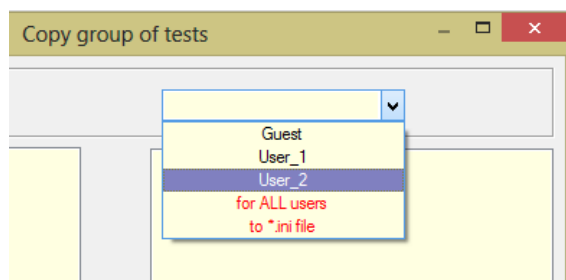 Copy group of tests
Guest
User_1
User_2
for ALL users
to *.ini file